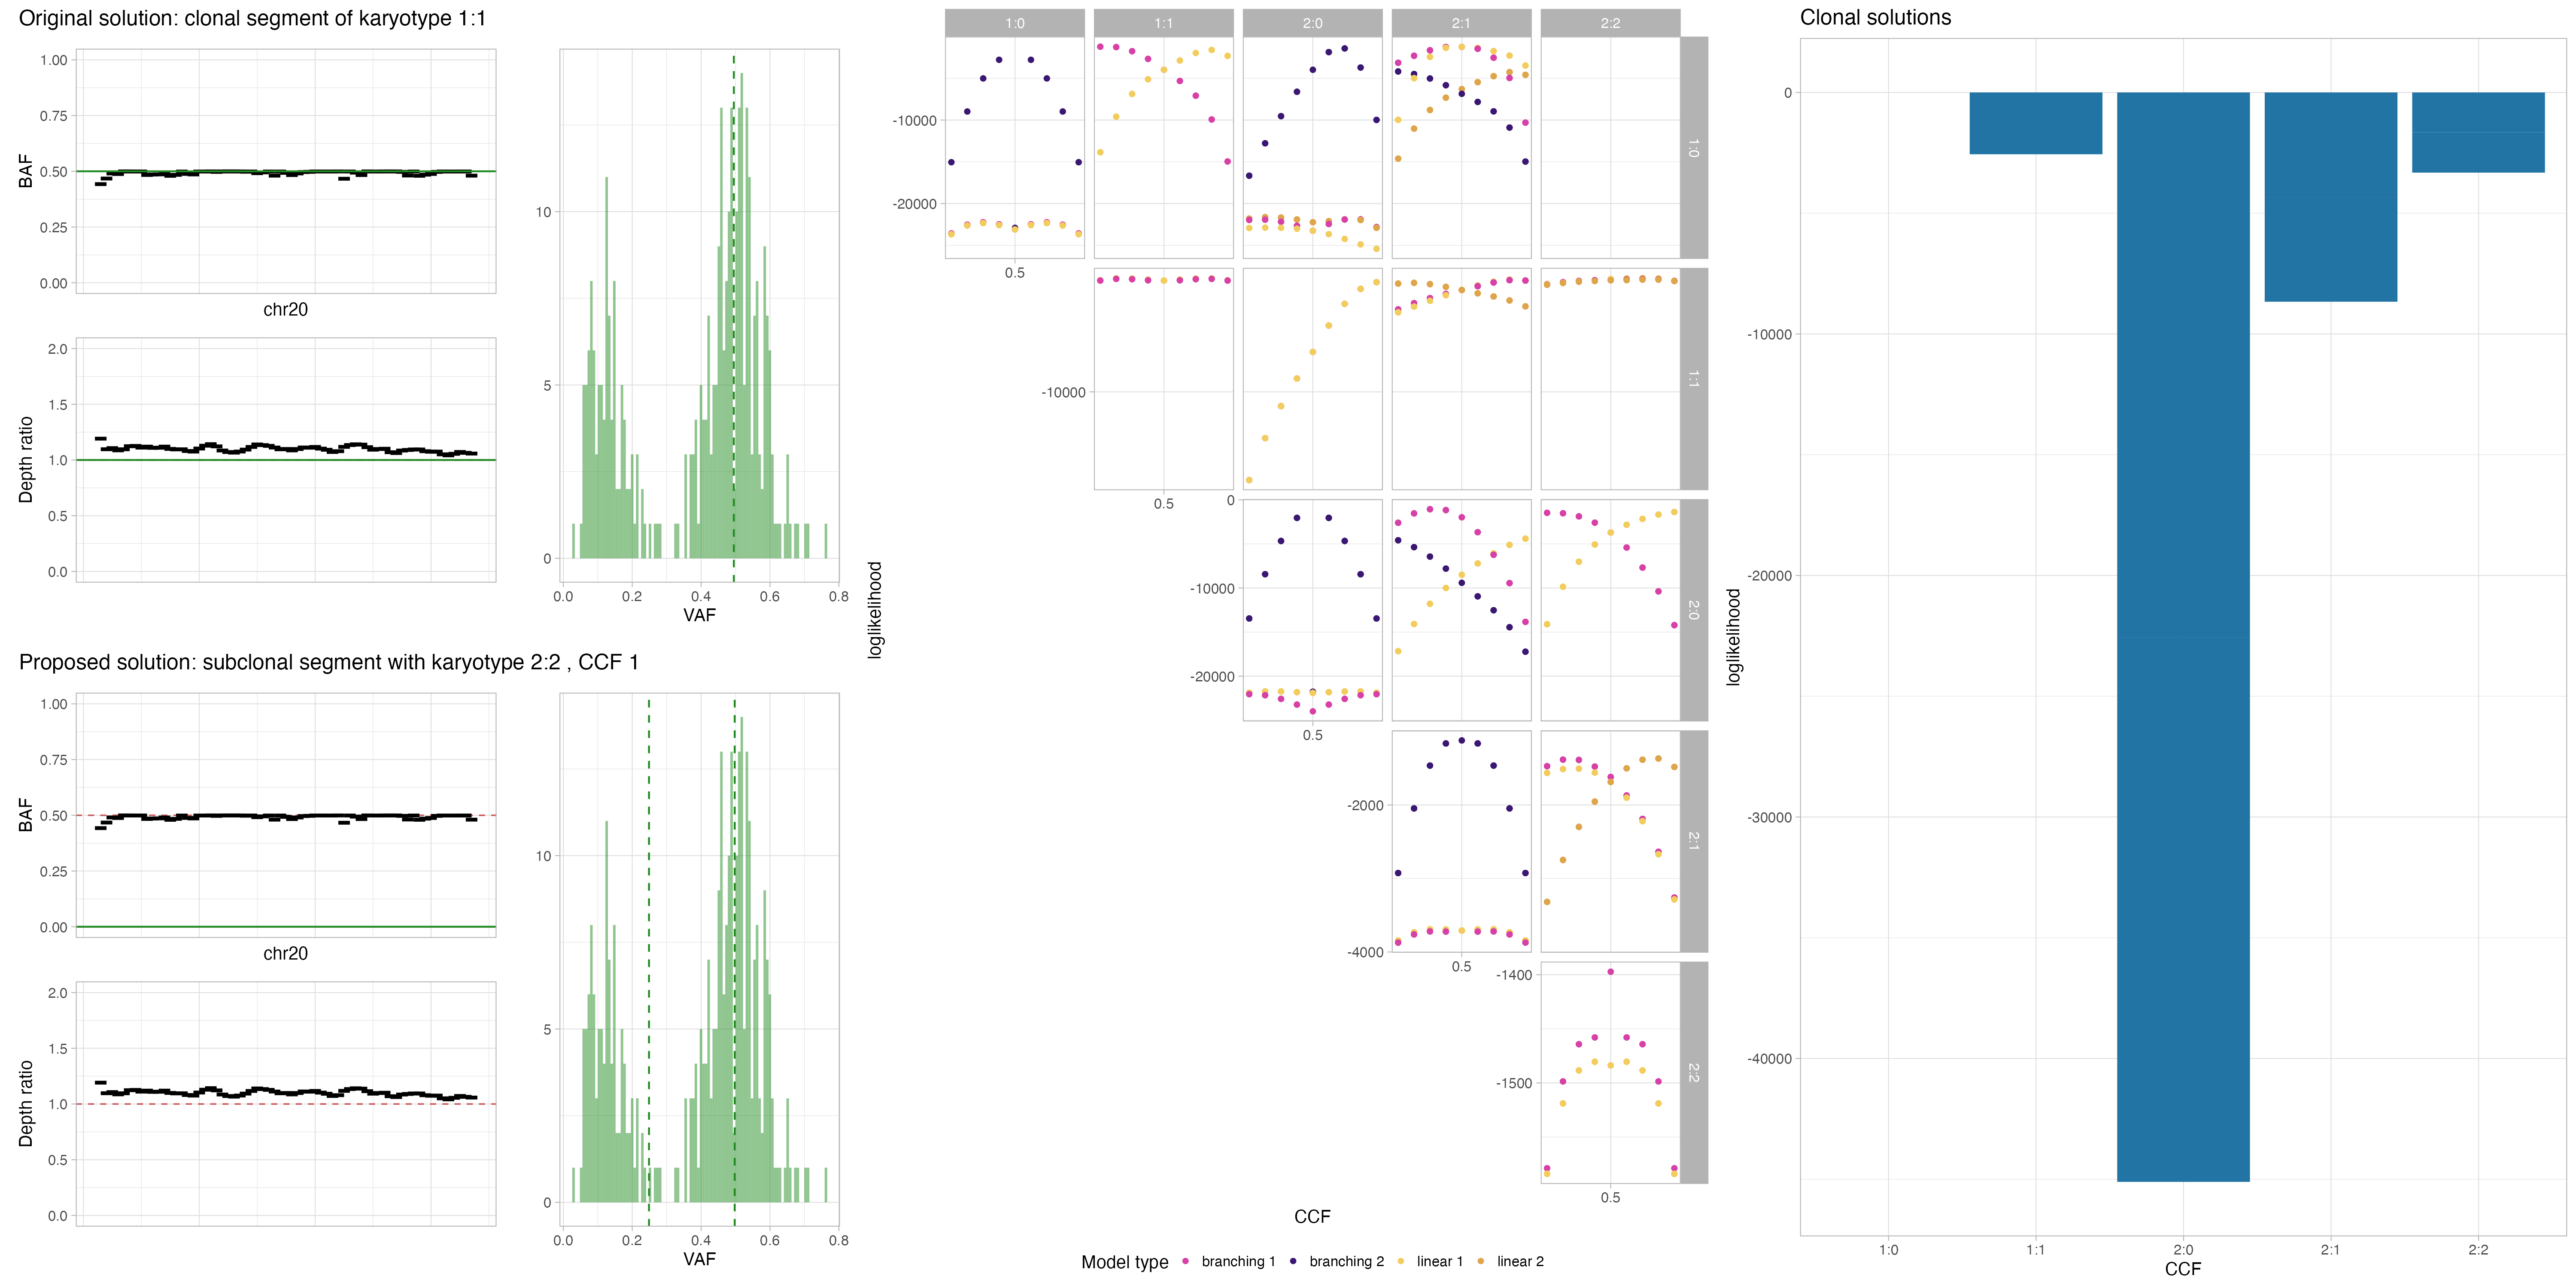 Original solution: clonal segment of karyotype 1:1
1.00
0.75
0.50
0.25
0.00
BAF
chr20
2.0
1.5
1.0
0.5
0.0
Depth ratio
10
5
0
0.0 0.2 0.4 0.6 0.8
VAF
Proposed solution: subclonal segment with karyotype 2:2 , CCF 1
1.00
0.75
0.50
0.25
0.00
BAF
chr20
2.0
1.5
1.0
0.5
0.0
Depth ratio
10
5
0
0.0 0.2 0.4 0.6 0.8
VAF
loglikelihood
1:0 1:1 2:0 2:1 2:2
-10000
-20000
0.5
1:0
-10000
0.5
1:1
0
-10000
-20000
0.5
2:0
-2000
-4000
0.5
2:1
-1400
-1500
0.5
2:2
CCF
Model type branching 1 branching 2 linear 1 linear 2
Clonal solutions
loglikelihood
0
-10000
-20000
-30000
-40000
1:0 1:1 2:0 2:1 2:2
CCF